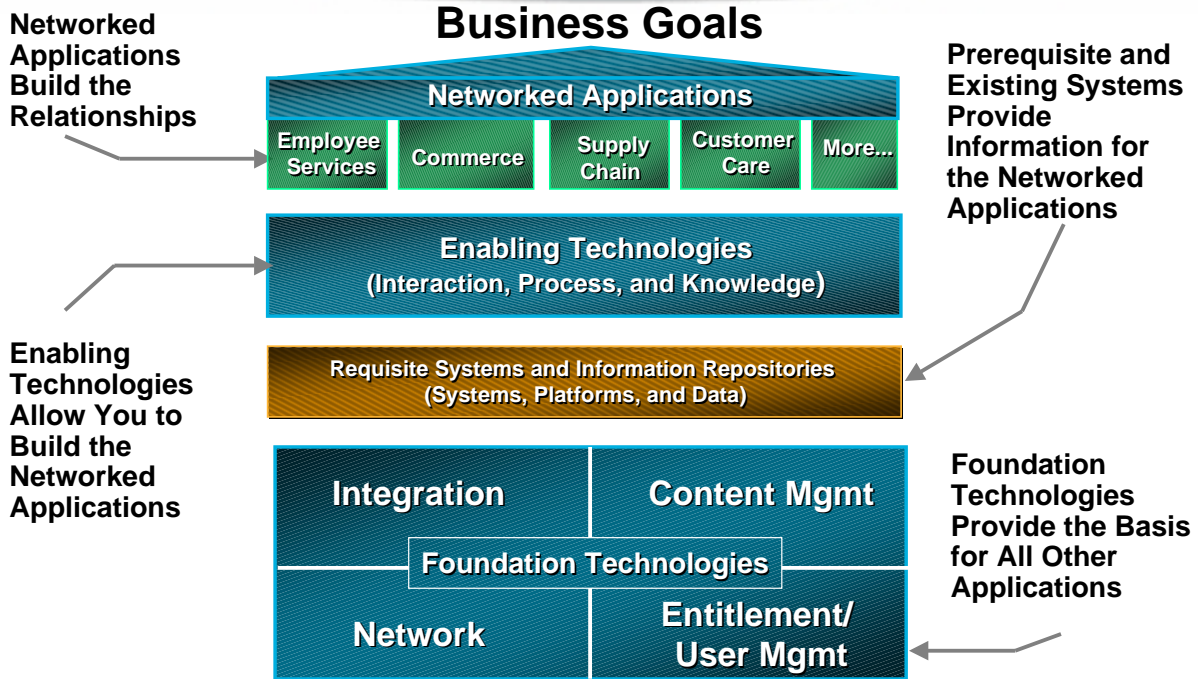 Business Goals
Networked
Applications
Build the
Relationships
Networked Applications
Employee
Services
Commerce
Supply
Chain
Customer
Care
More...
Prerequisite and
Existing Systems
Provide
Information for
the Networked
Applications
Enabling Technologies
(Interaction, Process, and Knowledge)
Enabling
Technologies
Allow You to
Build the
Networked
Applications
Requisite Systems and Information Repositories
(Systems, Platforms, and Data)
Integration
Content Mgmt
Foundation Technologies
Network
Entitlement/
User Mgmt
Foundation
Technologies
Provide the Basis
for All Other
Applications